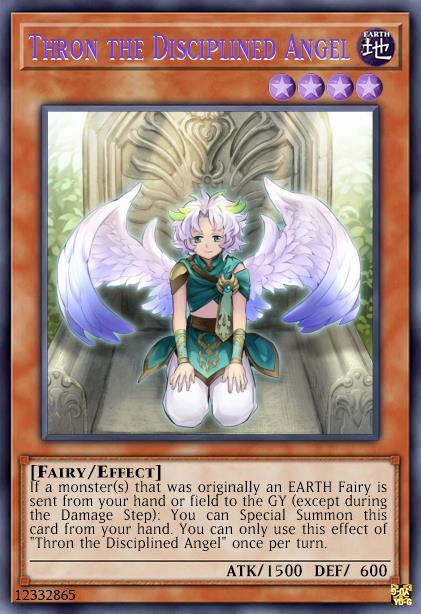 Thron the Disciplined Angel
EARTH
地
[Fairy/Effect]
If a monster(s) that was originally an EARTH Fairy is
sent from your hand or field to the GY (except during
the Damage Step): You can Special Summon this
card from your hand. You can only use this effect of
"Thron the Disciplined Angel" once per turn.
ATK/1500 DEF/ 600
12332865